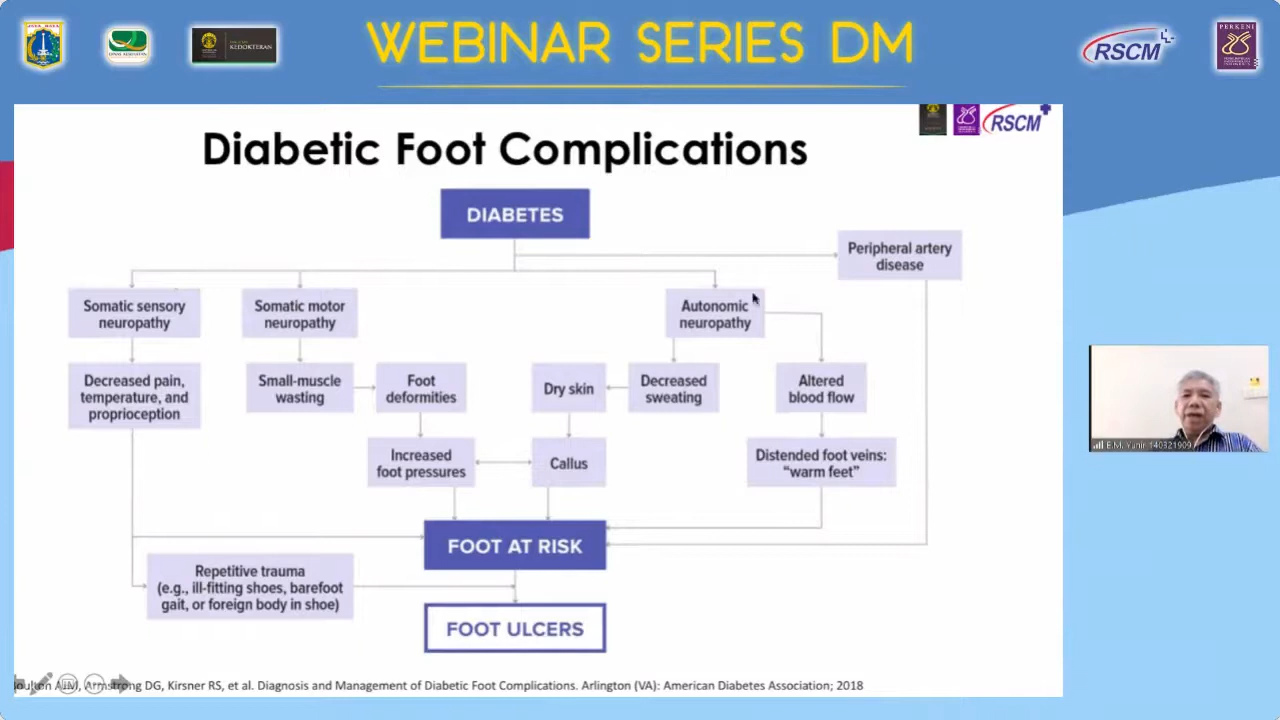 WEBINAR SERIES DM
KEDOKTERAN
RSCM
PERKENI
RSCM
Diabetic Foot Complications
DIABETES
Peripheral artery
disease
Somatic sensory
neuropathy
Somatic motor
neuropathy
Autonomic
neuropathy
Decreased pain,
temperature, and
proprioception
Small-muscle
wasting
Foot
deformities
Dry skin
Decreased
sweating
Altered
blood flow
Increased
foot pressures
Callus
Distended foot veins:
“warm feet”
FOOT AT RISK
Repetitive trauma
(e.g., ill-fitting shoes, barefoot
gait, or foreign body in shoe)
FOOT ULCERS
B.M. Yunir 140321909
Armstrong DG, Kirsner RS, et al. Diagnosis and Management of Diabetic Foot Complications. Arlington (VA): American Diabetes Association; 2018